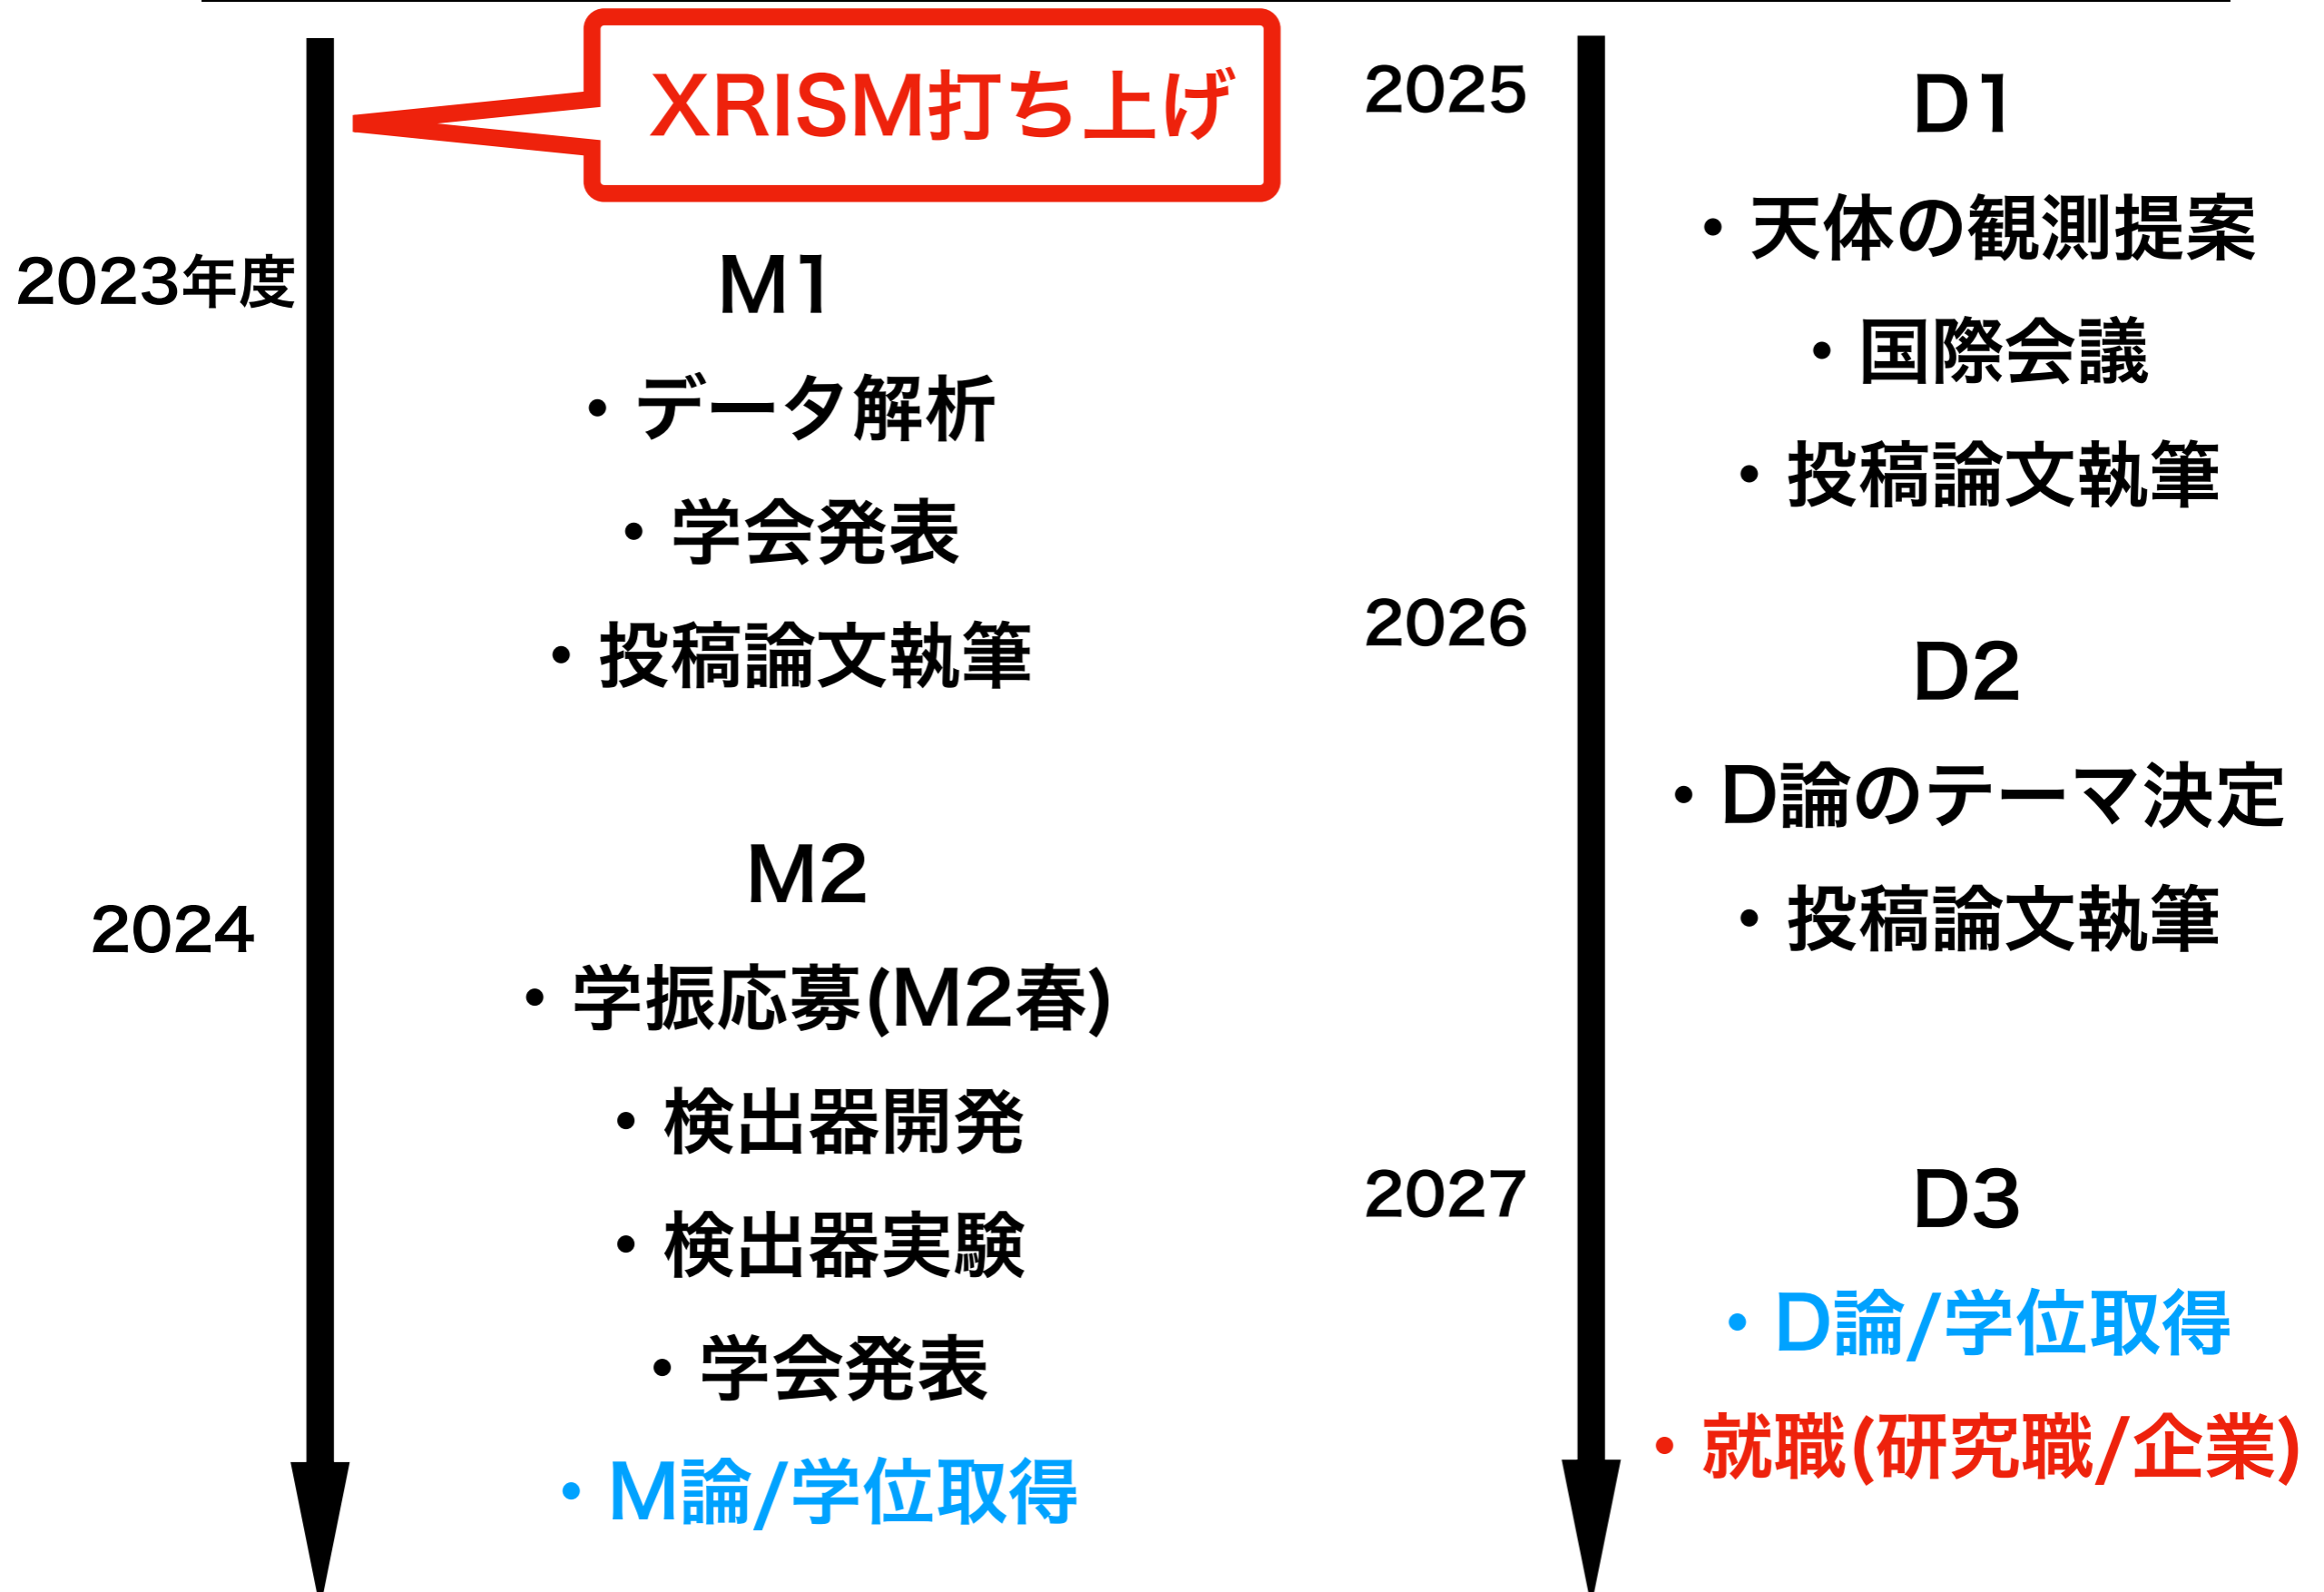 XRISM打ち上げ
2023年度
M1
・データ解析
・学会発表
・投稿論文執筆
2024
M2
・学振応募(M2春)
・検出器開発
・検出器実験
・学会発表
・M論/学位取得
2025
D1
・天体の観測提案
・国際会議
・投稿論文執筆
2026
D2
・D論のテーマ決定
・投稿論文執筆
2027
D3
・D論/学位取得
・就職(研究職/企業)